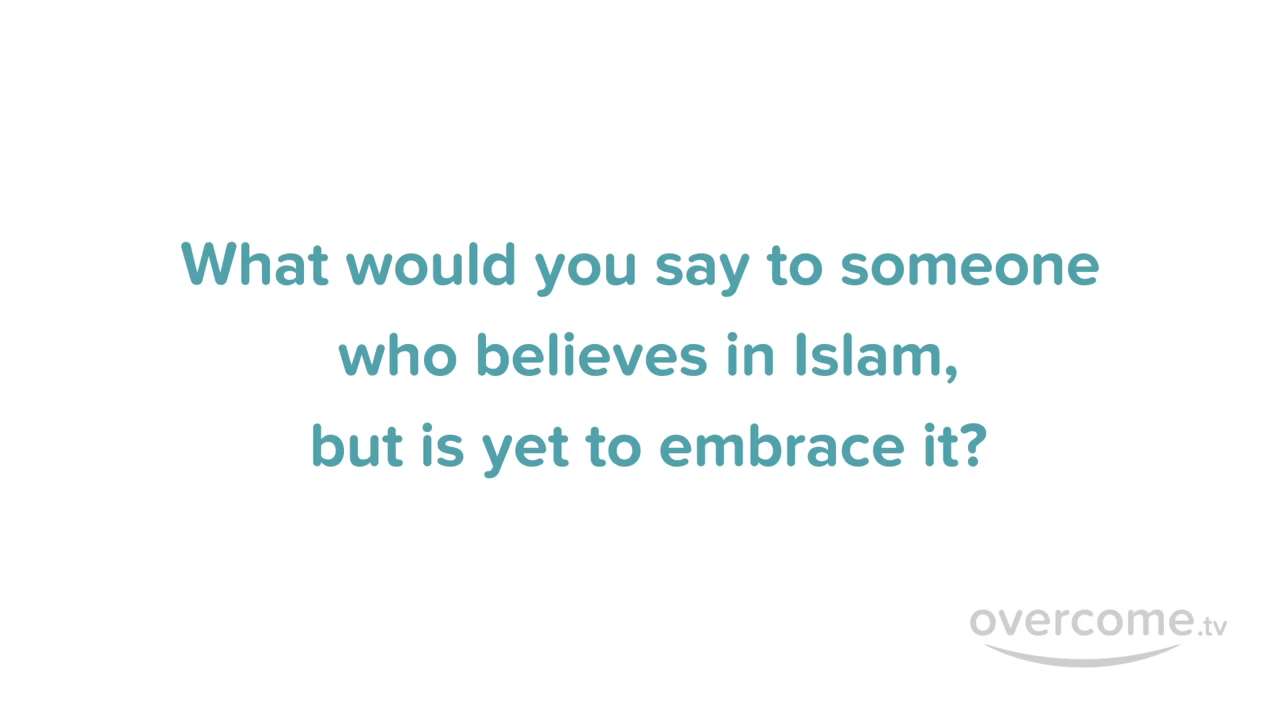 What would you say to someone
who believes in Islam,
but is yet to embrace it?
overcome.tv